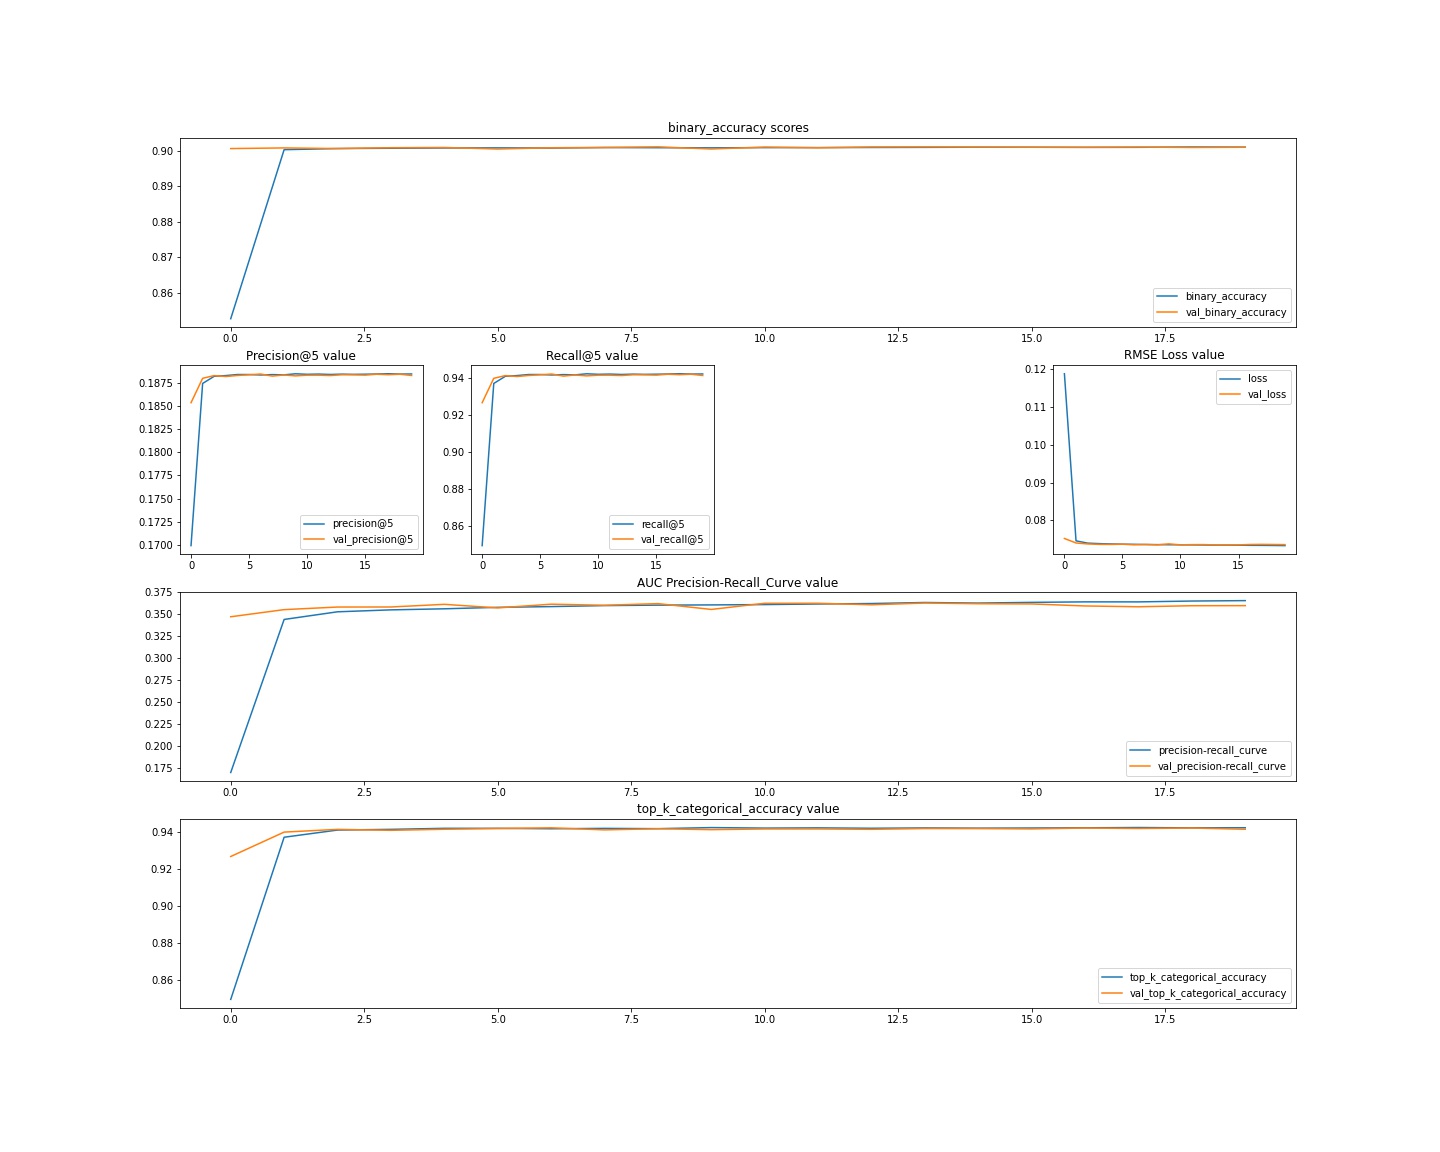 binary_accuracy scores
0.90
0.89
0.88
0.87
0.86
binary_accuracy
val_binary_accuracy
0.0 2.5 5.0 7.5 10.0 12.5 15.0 17.5
Precision@5 value
0.1875
0.1850
0.1825
0.1800
0.1775
0.1750
0.1725
0.1700
precision@5
val_precision@5
0 5 10 15
Recall@5 value
0.94
0.92
0.90
0.88
0.86
recall@5
val_recall@5
0 5 10 15
RMSE Loss value
0.12
0.11
0.10
0.09
0.08
loss
val_loss
0 5 10 15
AUC Precision-Recall_Curve value
0.375
0.350
0.325
0.300
0.275
0.250
0.225
0.200
0.175
precision-recall_curve
val_precision-recall_curve
0.0 2.5 5.0 7.5 10.0 12.5 15.0 17.5
top_k_categorical_accuracy value
0.94
0.92
0.90
0.88
0.86
top_k_categorical_accuracy
val_top_k_categorical_accuracy
0.0 2.5 5.0 7.5 10.0 12.5 15.0 17.5